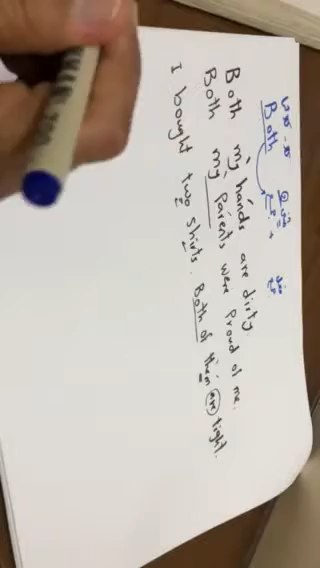 Both
Both my hands are dirty.
Both my parents were proud of me.
I bought two shirts. Both of them are tight.